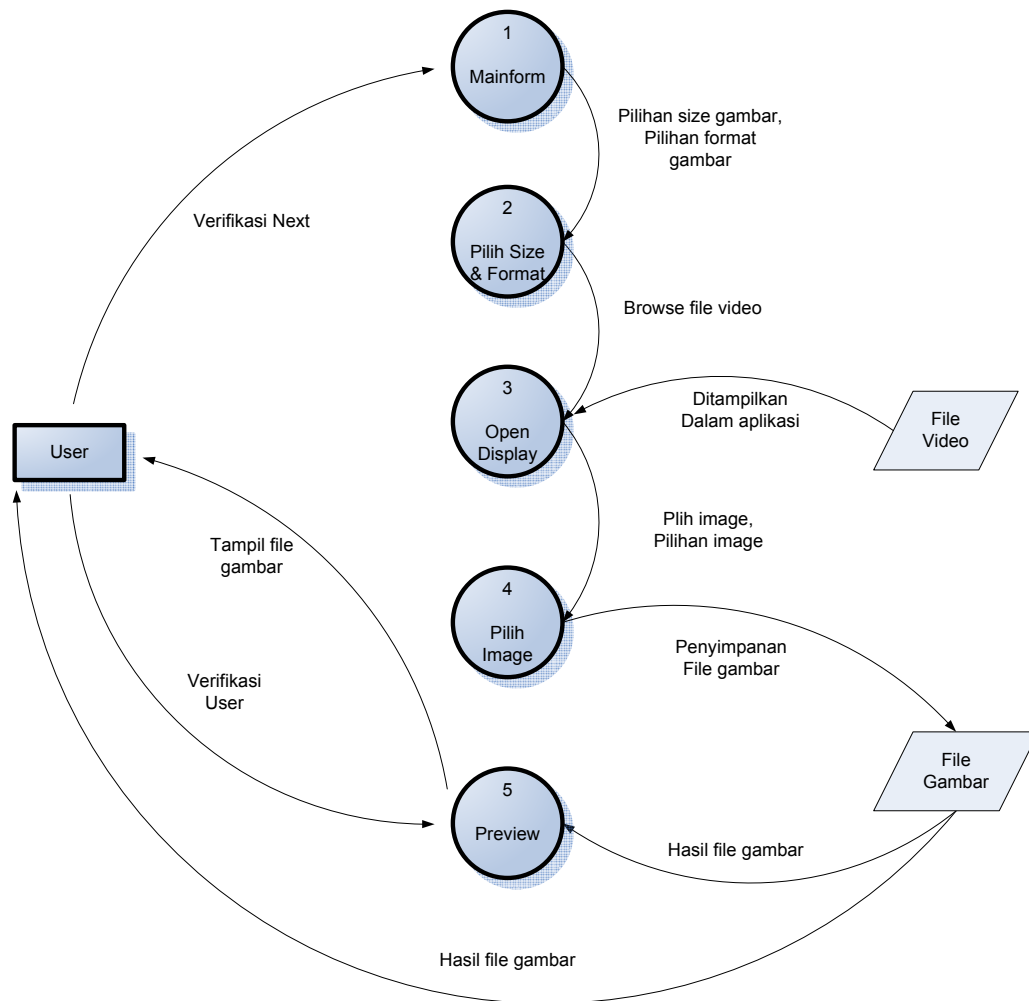 1
Mainform
Pilihan size gambar,
Pilihan format
gambar
Verifikasi Next
2
Pilih Size
& Format
Browse file video
3
Open
Display
Ditampilkan
Dalam aplikasi
File
Video
User
Plih image,
Pilihan image
Tampil file
gambar
4
Pilih
Image
Penyimpanan
File gambar
Verifikasi
User
File
Gambar
5
Preview
Hasil file gambar
Hasil file gambar